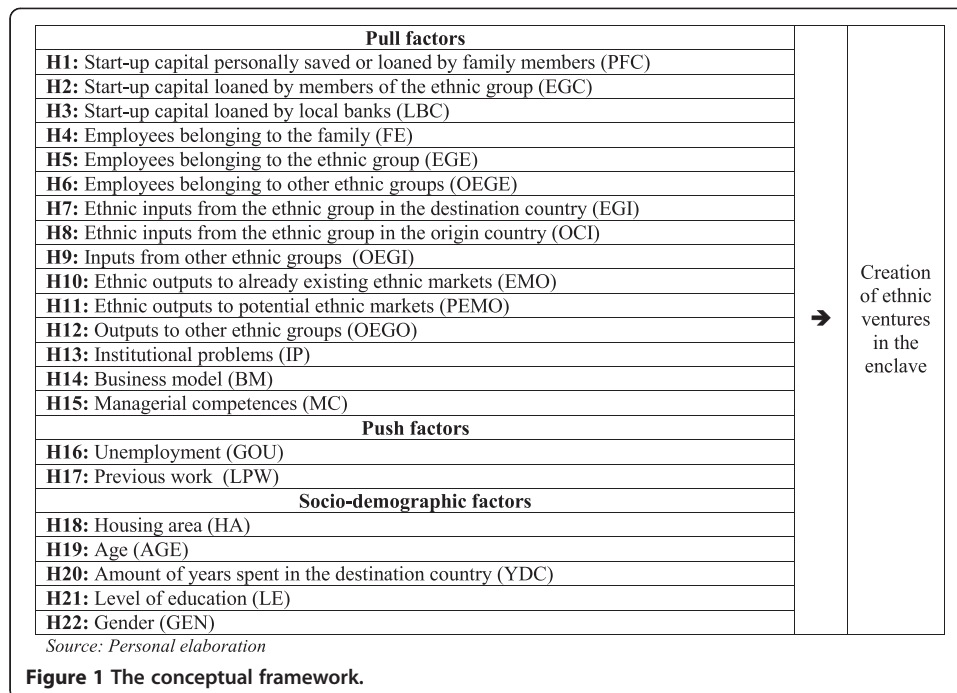 Pull factors
H1: Start-up capital personally saved or loaned by family members (PFC)
H2: Start-up capital loaned by members of the ethnic group (EGC)
H3: Start-up capital loaned by local banks (LBC)
H4: Employees belonging to the family (FE)
H5: Employees belonging to the ethnic group (EGE)
H6: Employees belonging to other ethnic groups (OEGE)
H7: Ethnic inputs from the ethnic group in the destination country (EGI)
H8: Ethnic inputs from the ethnic group in the origin country (OCI)
H9: Inputs from other ethnic groups (OEGI)
H10: Ethnic outputs to already existing ethnic markets (EMO)
H11: Ethnic outputs to potential ethnic markets (PEMO)
H12: Outputs to other ethnic groups (OEGO)
H13: Institutional problems (IP)
H14: Business model (BM)
H15: Managerial competences (MC)
Push factors
H16: Unemployment (GOU)
H17: Previous work (LPW)
Socio-demographic factors
H18: Housing area (HA)
H19: Age (AGE)
H20: Amount of years spent in the destination country (YDC)
H21: Level of education (LE)
H22: Gender (GEN)
➔
Creation
of ethnic
ventures
in the
enclave
Source: Personal elaboration
Figure 1 The conceptual framework.